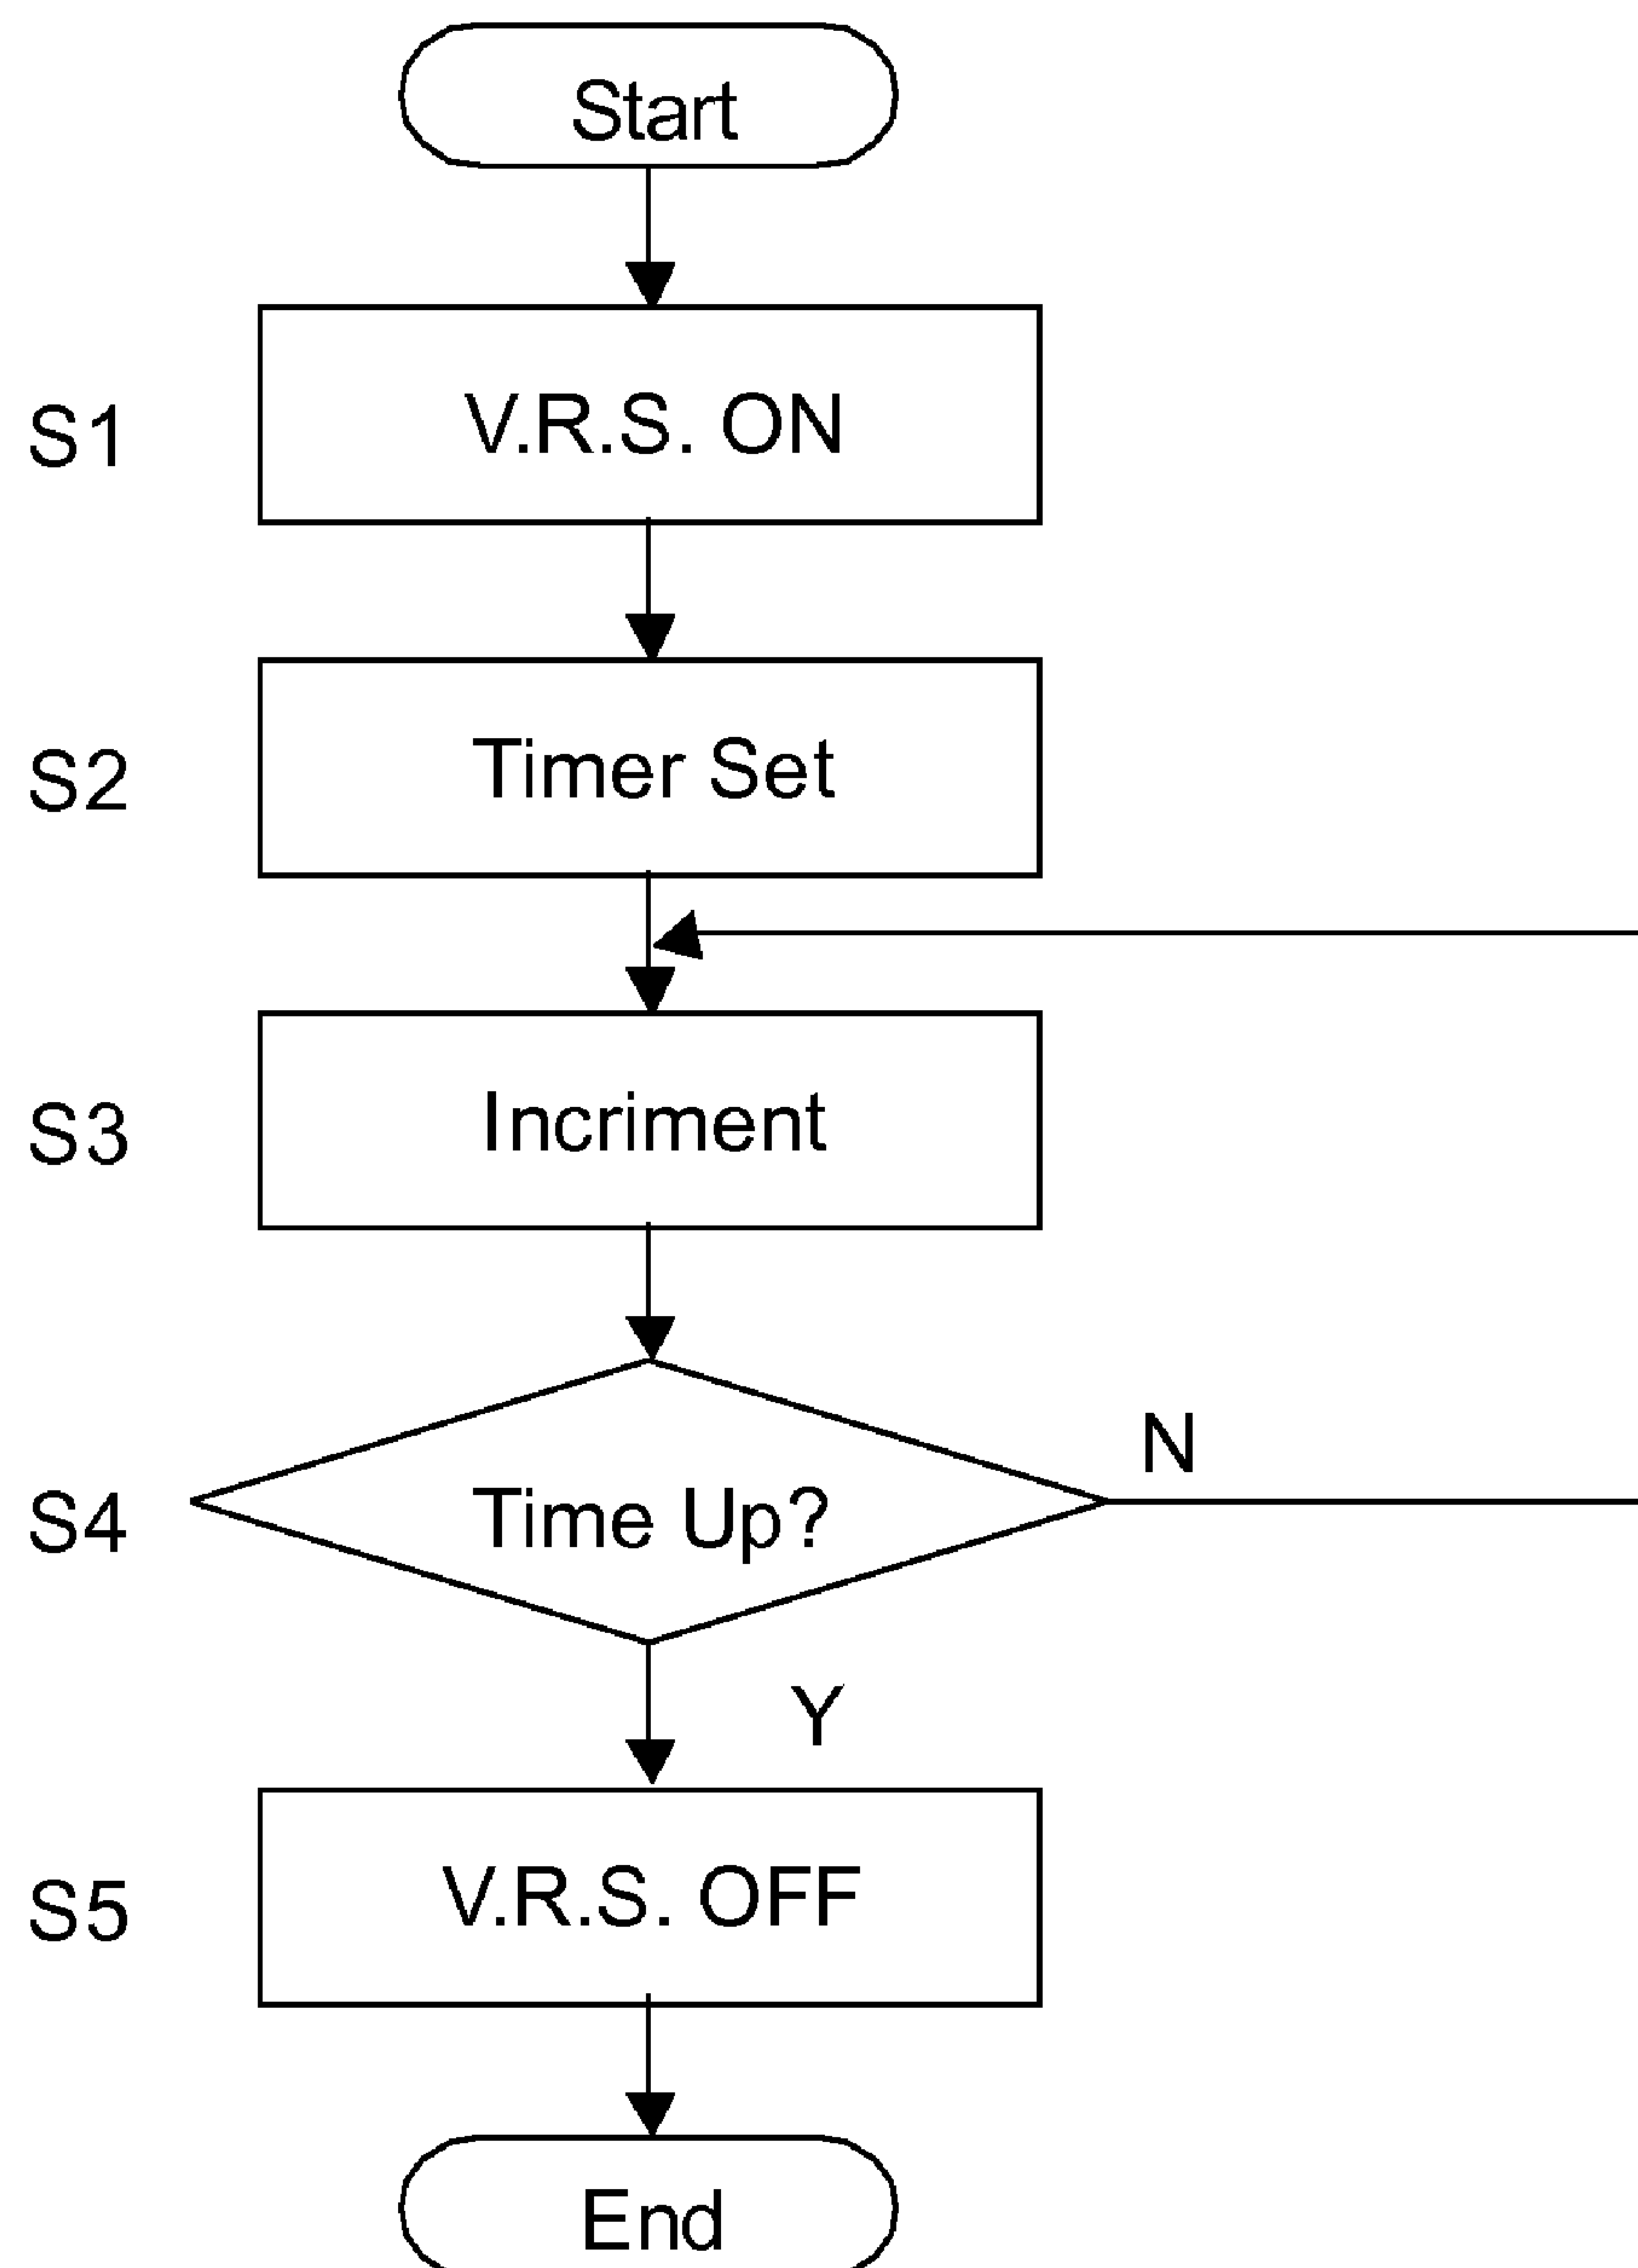 Start
S1
V.R.S. ON
S2
Timer Set
S3
Incriment
S4
Time Up?
N
Y
S5
V.R.S. OFF
End